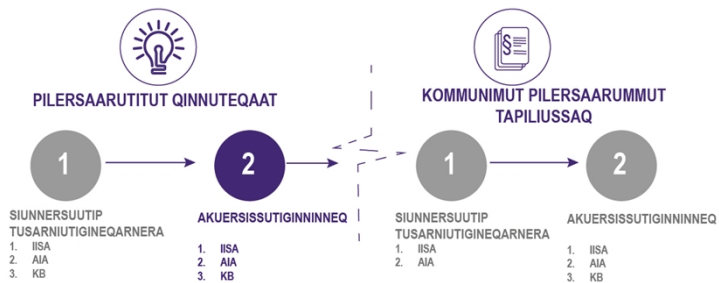 PILERSAARUTITUT QINNUTEQAAT
1
SIUNNERSUUTIP
TUSARNIUTIGINEQARNERA
1. IISA
2. AIA
3. KB
2
AKUERSISSUTIGINNINNEQ
1. IISA
2. AIA
3. KB
§
KOMMUNIMUT PILERSAARUMMUT
TAPILIUSSAQ
1
SIUNNERSUUTIP
TUSARNIUTIGINEQARNERA
1. IISA
2. AIA
2
AKUERSISSUTIGINNINNEQ
1. IISA
2. AIA
3. KB